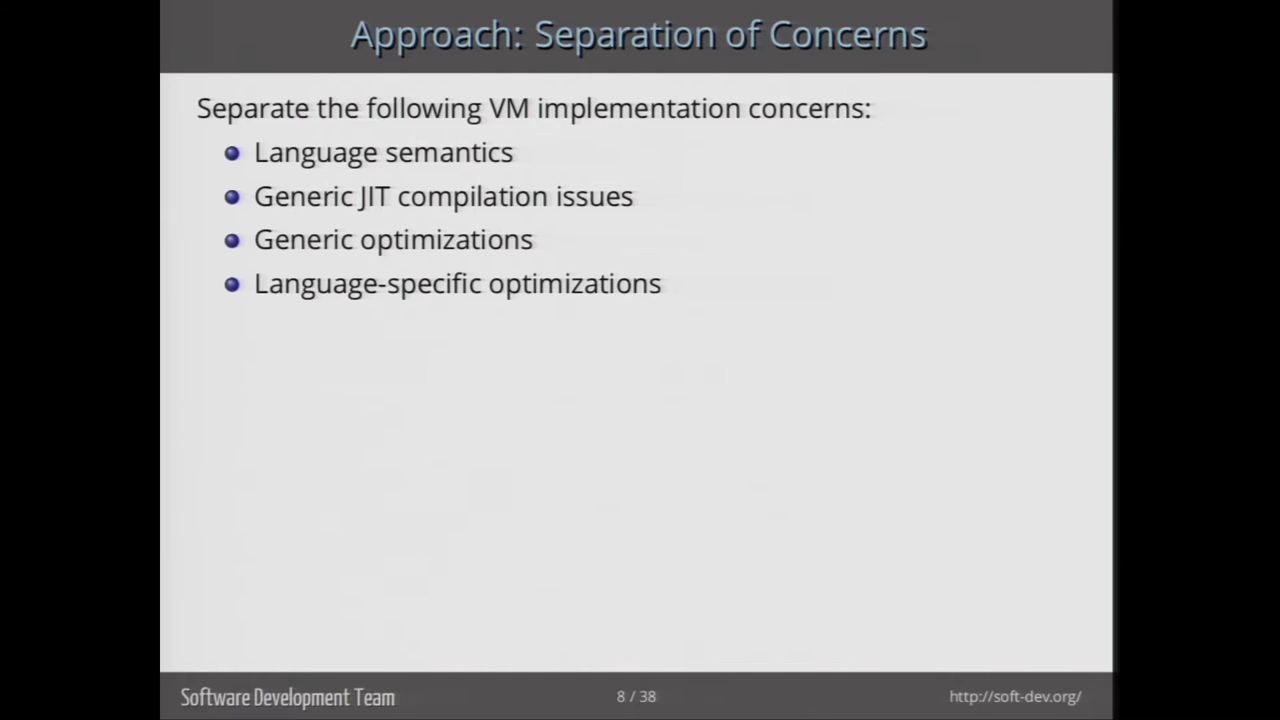 Approach: Separation of Concerns
Separate the following VM implementation concerns:
Language semantics
Generic JIT compilation issues
Generic optimizations
Language-specific optimizations
Software Development Team
8 / 38
http://soft-dev.org/